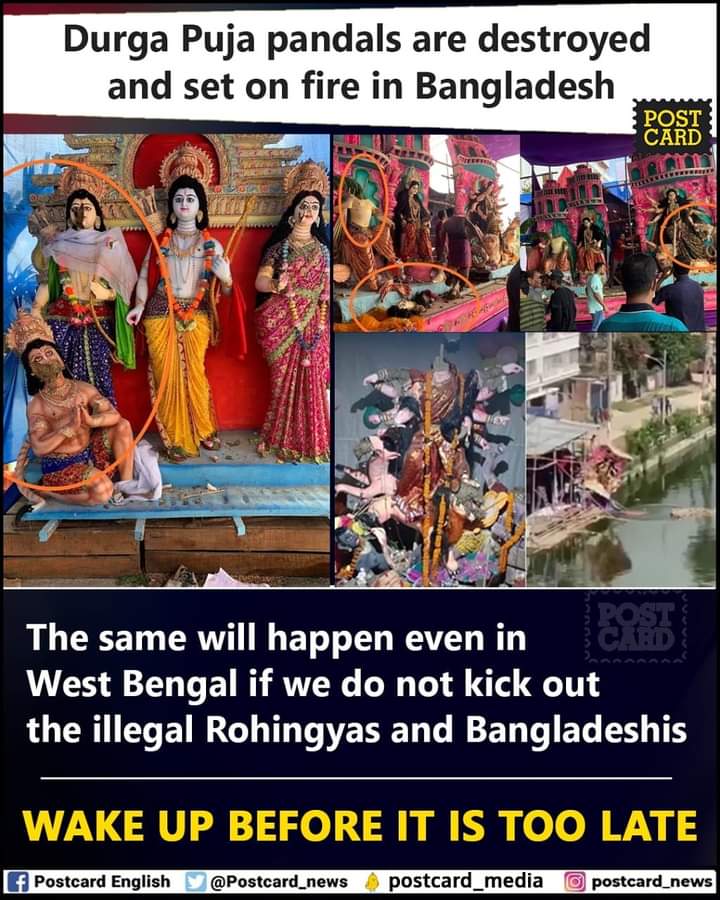 Durga Puja pandals are destroyed
and set on fire in Bangladesh
POST
CARD
POST
CARD
The same will happen even in
West Bengal if we do not kick out
the illegal Rohingyas and Bangladeshis
WAKE UP BEFORE IT IS TOO LATE
Postcard English @Postcard_news postcard_media postcard_news